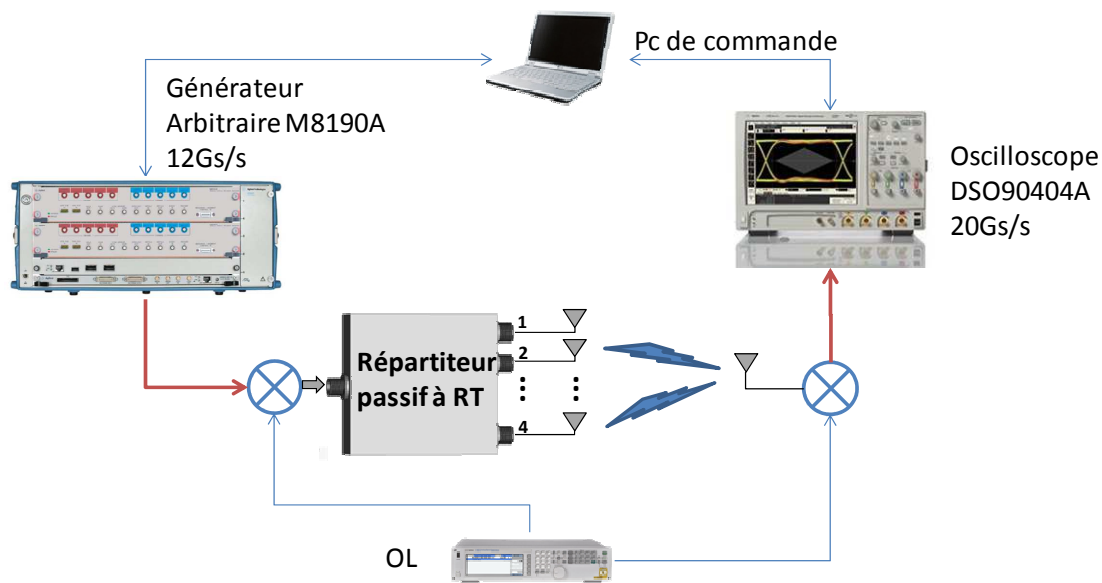 Pc de commande
Générateur
Arbitraire M8190A
12Gs/s
Oscilloscope
DSO90404A
20Gs/s
Répartiteur
passif à RT
1
2
4
OL